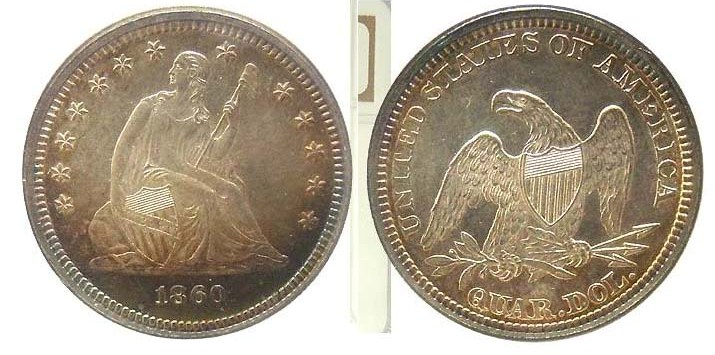 1860
UNITED STATES OF AMERICA
QUAR. DOL.